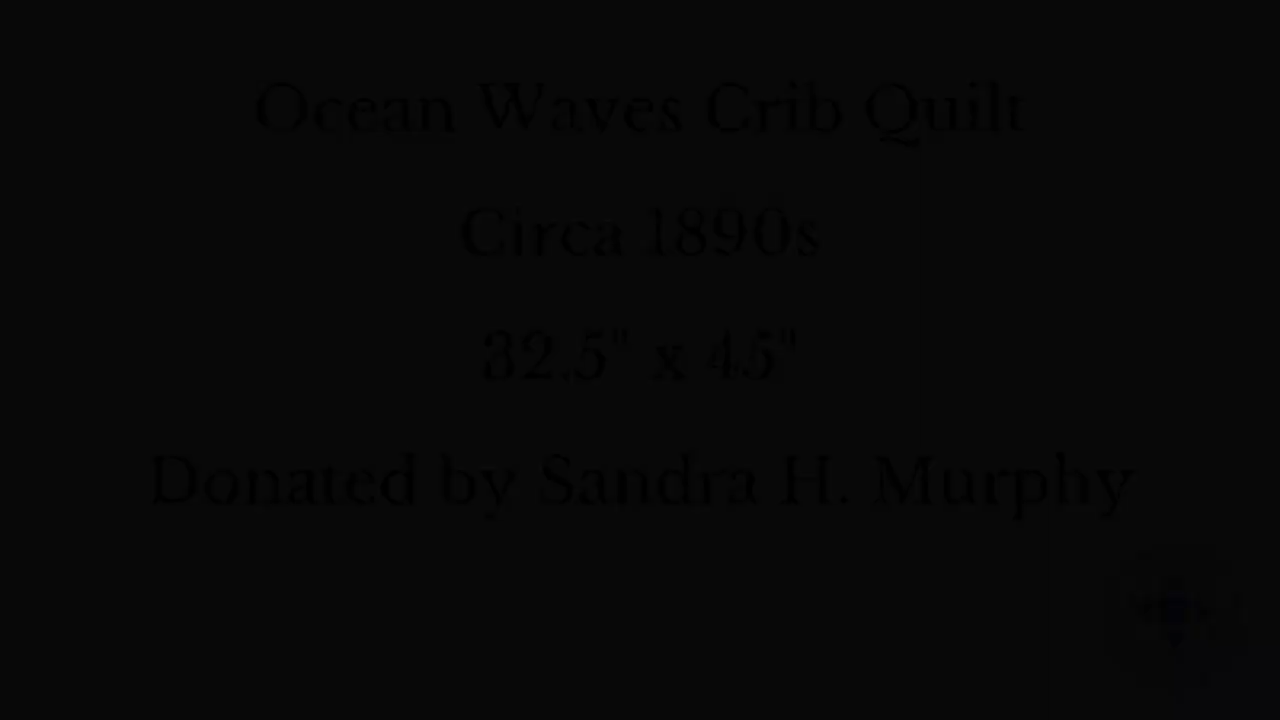 Ocean Waves Crib Quilt
Circa 1890s
32.5" x 45"
Donated by Sandra H. Murphy